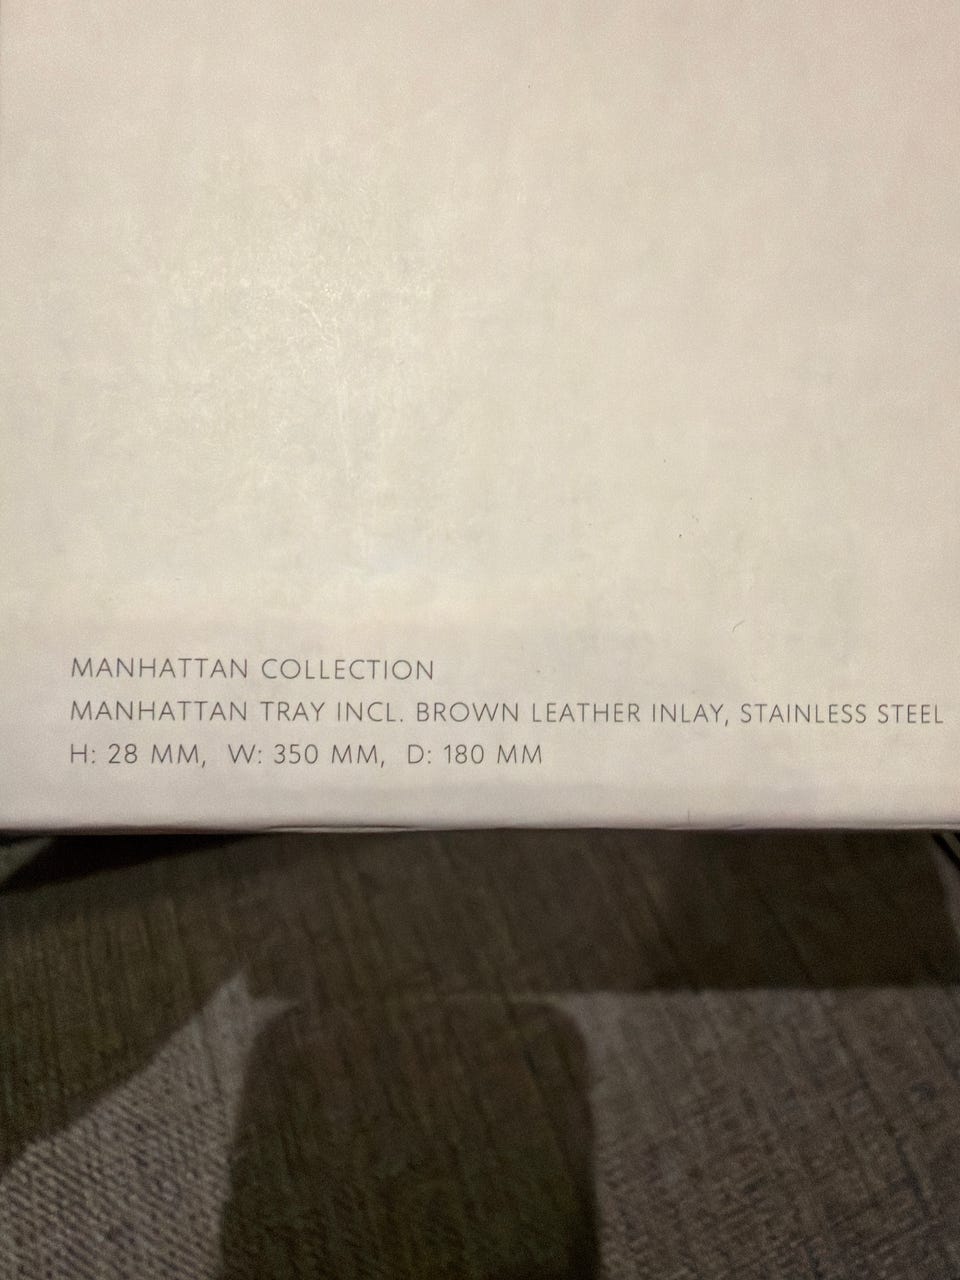 MANHATTAN COLLECTION
MANHATTAN TRAY INCL. BROWN LEATHER INLAY, STAINLESS STEEL
H: 28 MM, W: 350 MM, D: 180 MM